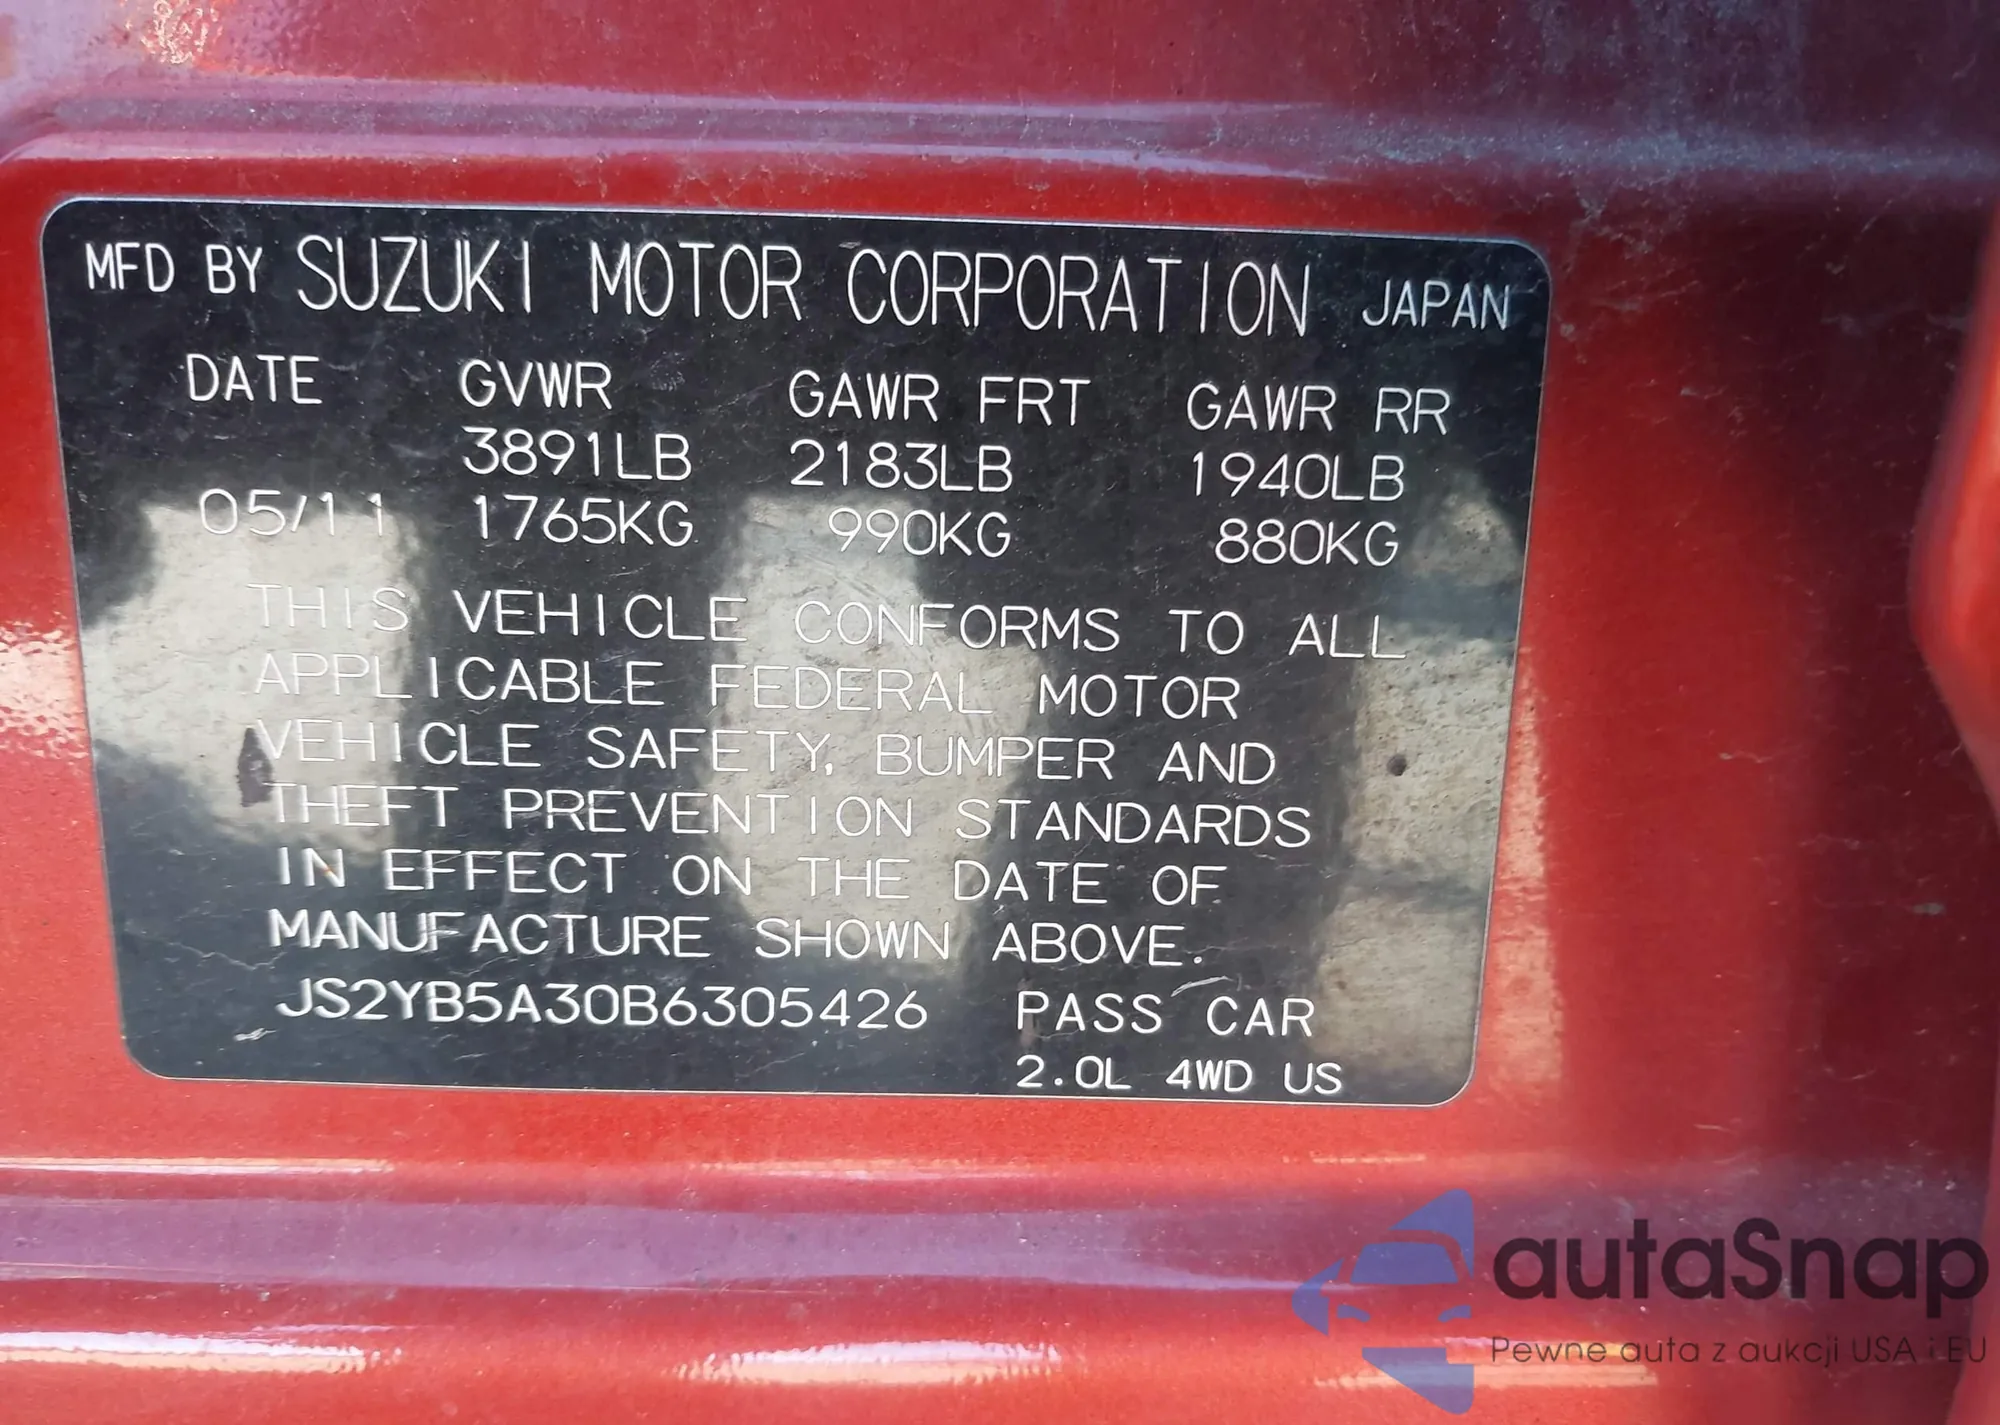 MFD BY SUZUKI MOTOR CORPORATION JAPAN
DATE GVWR GAWR FRT GAWR RR
3891LB 2183LB 1940LB
05/11 1765KG 990KG 880KG
THIS VEHICLE CONFORMS TO ALL
APPLICABLE FEDERAL MOTOR
VEHICLE SAFETY, BUMPER AND
THEFT PREVENTION STANDARDS
IN EFFECT ON THE DATE OF
MANUFACTURE SHOWN ABOVE.
JS2YB5A30B6305426 PASS CAR
2.0L 4WD US
autaSnap
Pewne auta z aukcji USA i EU